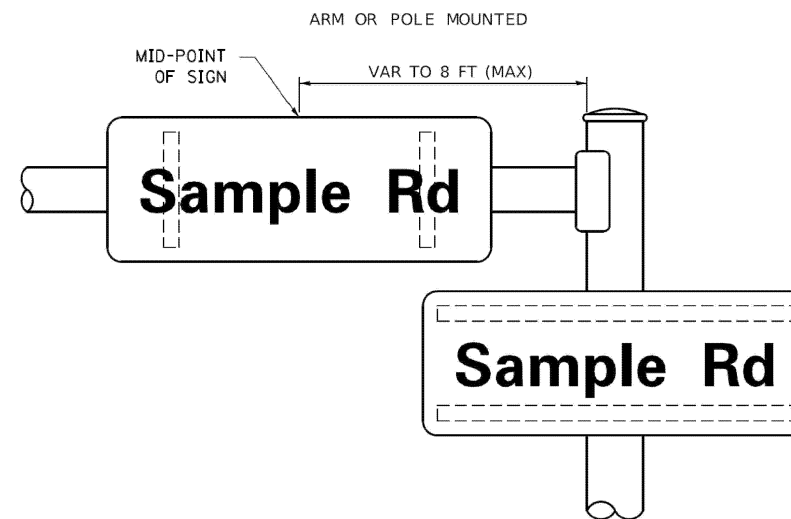 ARM OR POLE MOUNTED
MID-POINT
OF SIGN
VAR TO 8 FT (MAX)
Sample Rd
Sample Rd